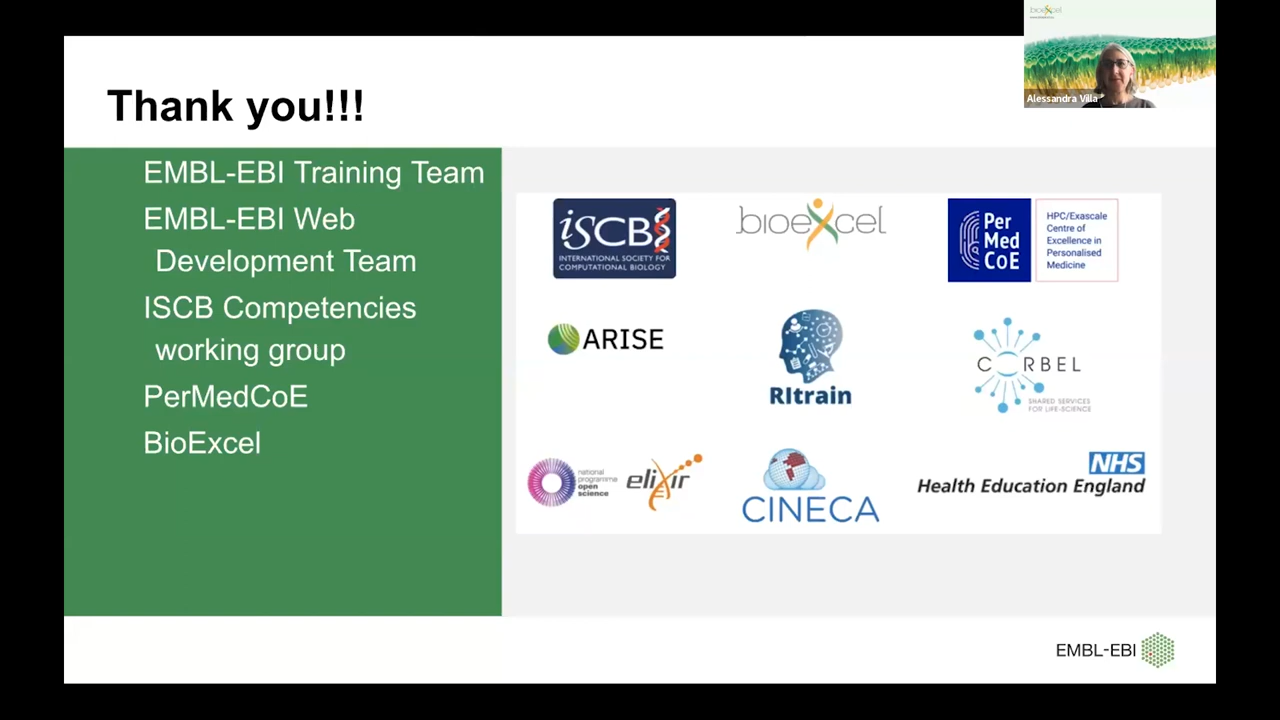 bioexcel
Alessandra Villa
Thank you!!!
EMBL-EBI Training Team
EMBL-EBI Web
Development Team
ISCB Competencies
working group
PerMedCoE
BioExcel
iSCB
INTERNATIONAL SOCIETY FOR
COMPUTATIONAL BIOLOGY
bioexcel
Per
Med
CoE
HPC/Exascale
Centre of
Excellence in
Personalised
Medicine
ARISE
RItrain
CORBEL
SHARED SERVICES
FOR LIFE-SCIENCE
national
programme
open
science
elixir
CINECA
NHS
Health Education England
EMBL-EBI